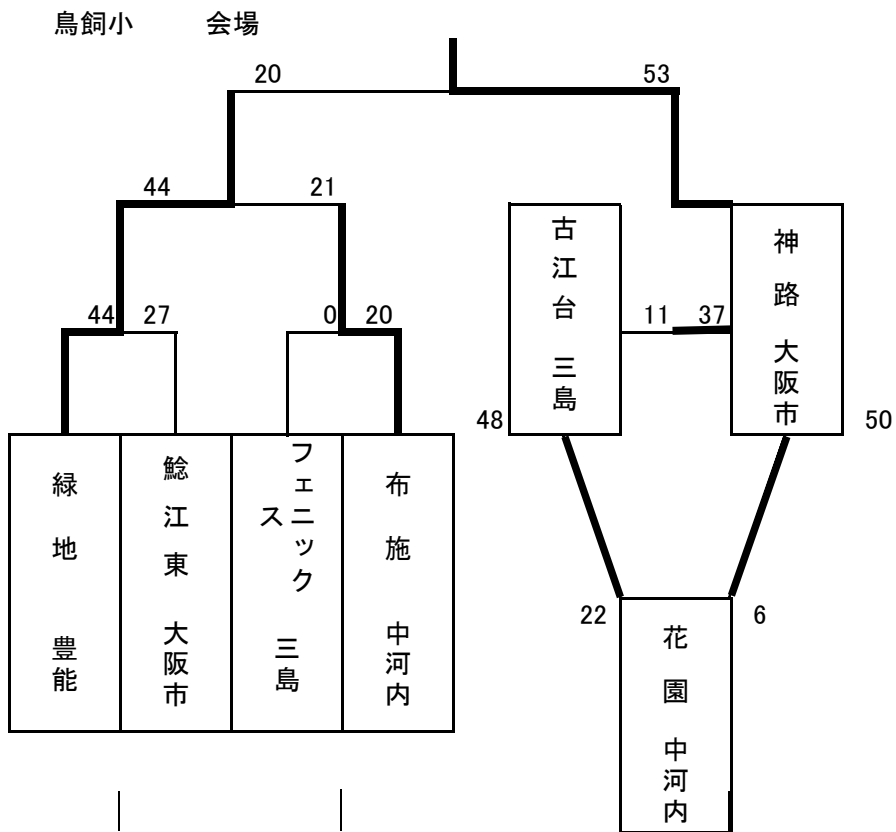 鳥飼小 会場
20 53
44 21
44 27 0 20
11 37
48 50
22 6
緑地 豊能
鯰江東 大阪市
フェニックス 三島
布施 中河内
古江台 三島
神路 大阪市
花園 中河内